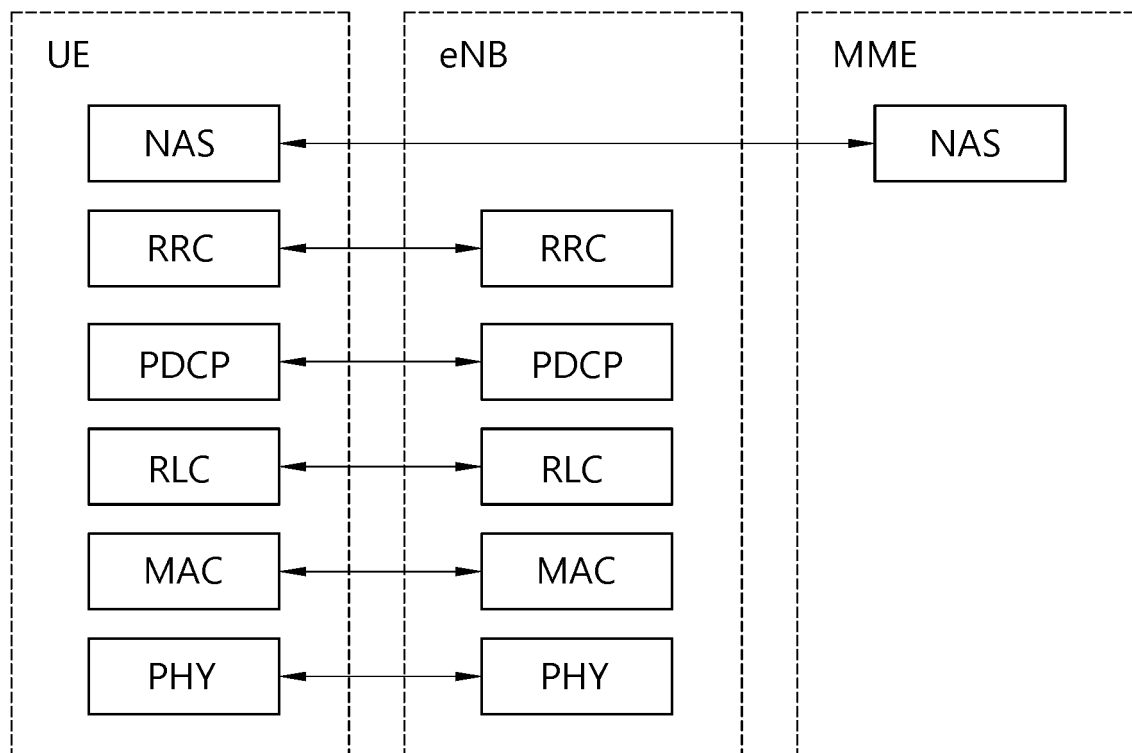 UE eNB MME
NAS NAS
RRC RRC
PDCP PDCP
RLC RLC
MAC MAC
PHY PHY